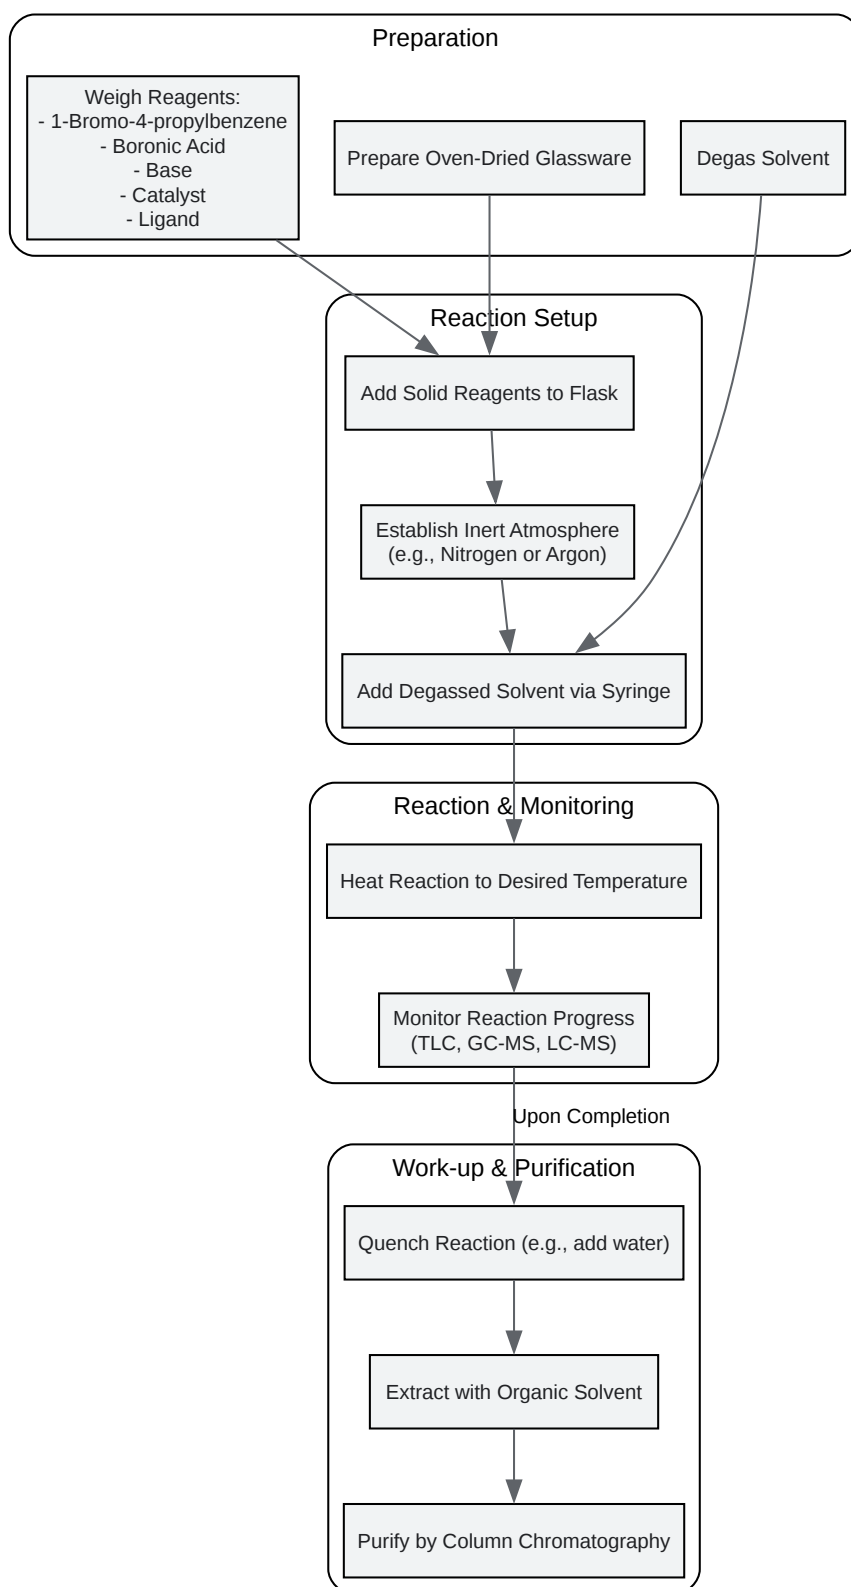 Preparation
Weigh Reagents:
- 1-Bromo-4-propylbenzene
- Boronic Acid
- Base
- Catalyst
- Ligand
Prepare Oven-Dried Glassware
Degas Solvent
Reaction Setup
Add Solid Reagents to Flask
Establish Inert Atmosphere
(e.g., Nitrogen or Argon)
Add Degassed Solvent via Syringe
Reaction & Monitoring
Heat Reaction to Desired Temperature
Monitor Reaction Progress
(TLC, GC-MS, LC-MS)
Upon Completion
Work-up & Purification
Quench Reaction (e.g., add water)
Extract with Organic Solvent
Purify by Column Chromatography